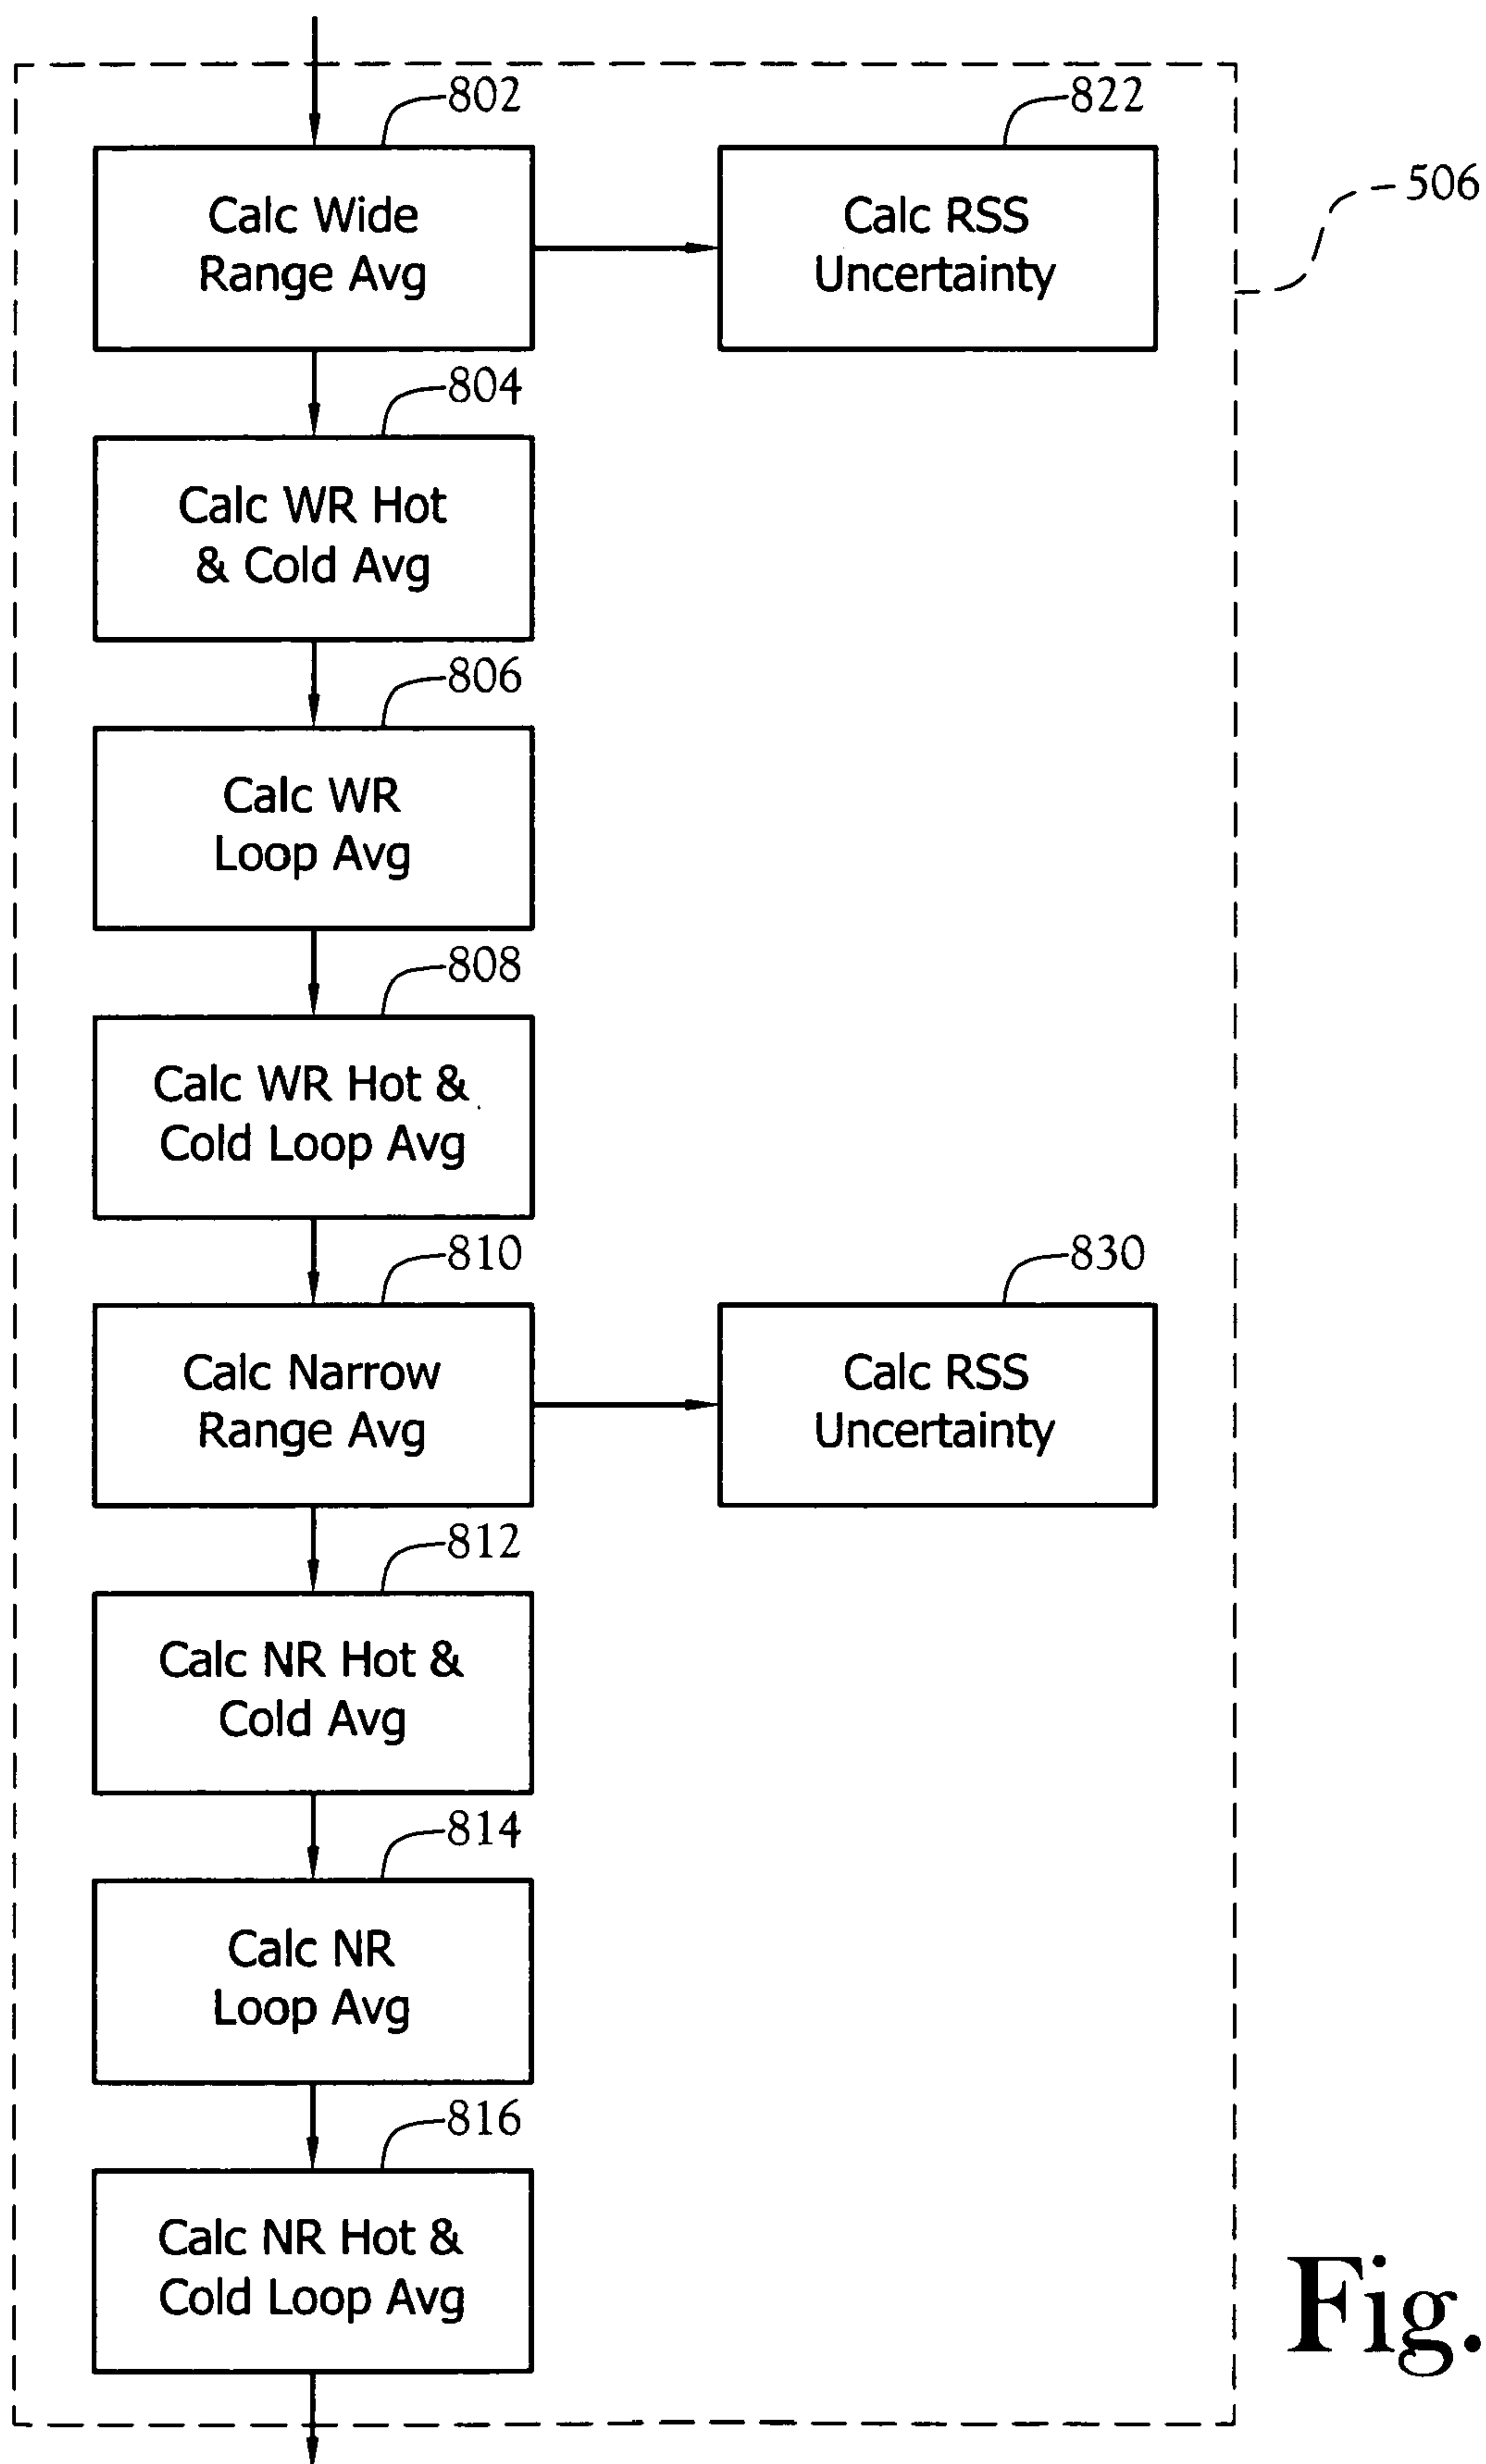 802
822
506
Calc Wide
Range Avg
Calc RSS
Uncertainty
804
Calc WR Hot
& Cold Avg
806
Calc WR
Loop Avg
808
Calc WR Hot &
Cold Loop Avg
810
830
Calc Narrow
Range Avg
Calc RSS
Uncertainty
812
Calc NR Hot &
Cold Avg
814
Calc NR
Loop Avg
816
Calc NR Hot &
Cold Loop Avg
Fig.